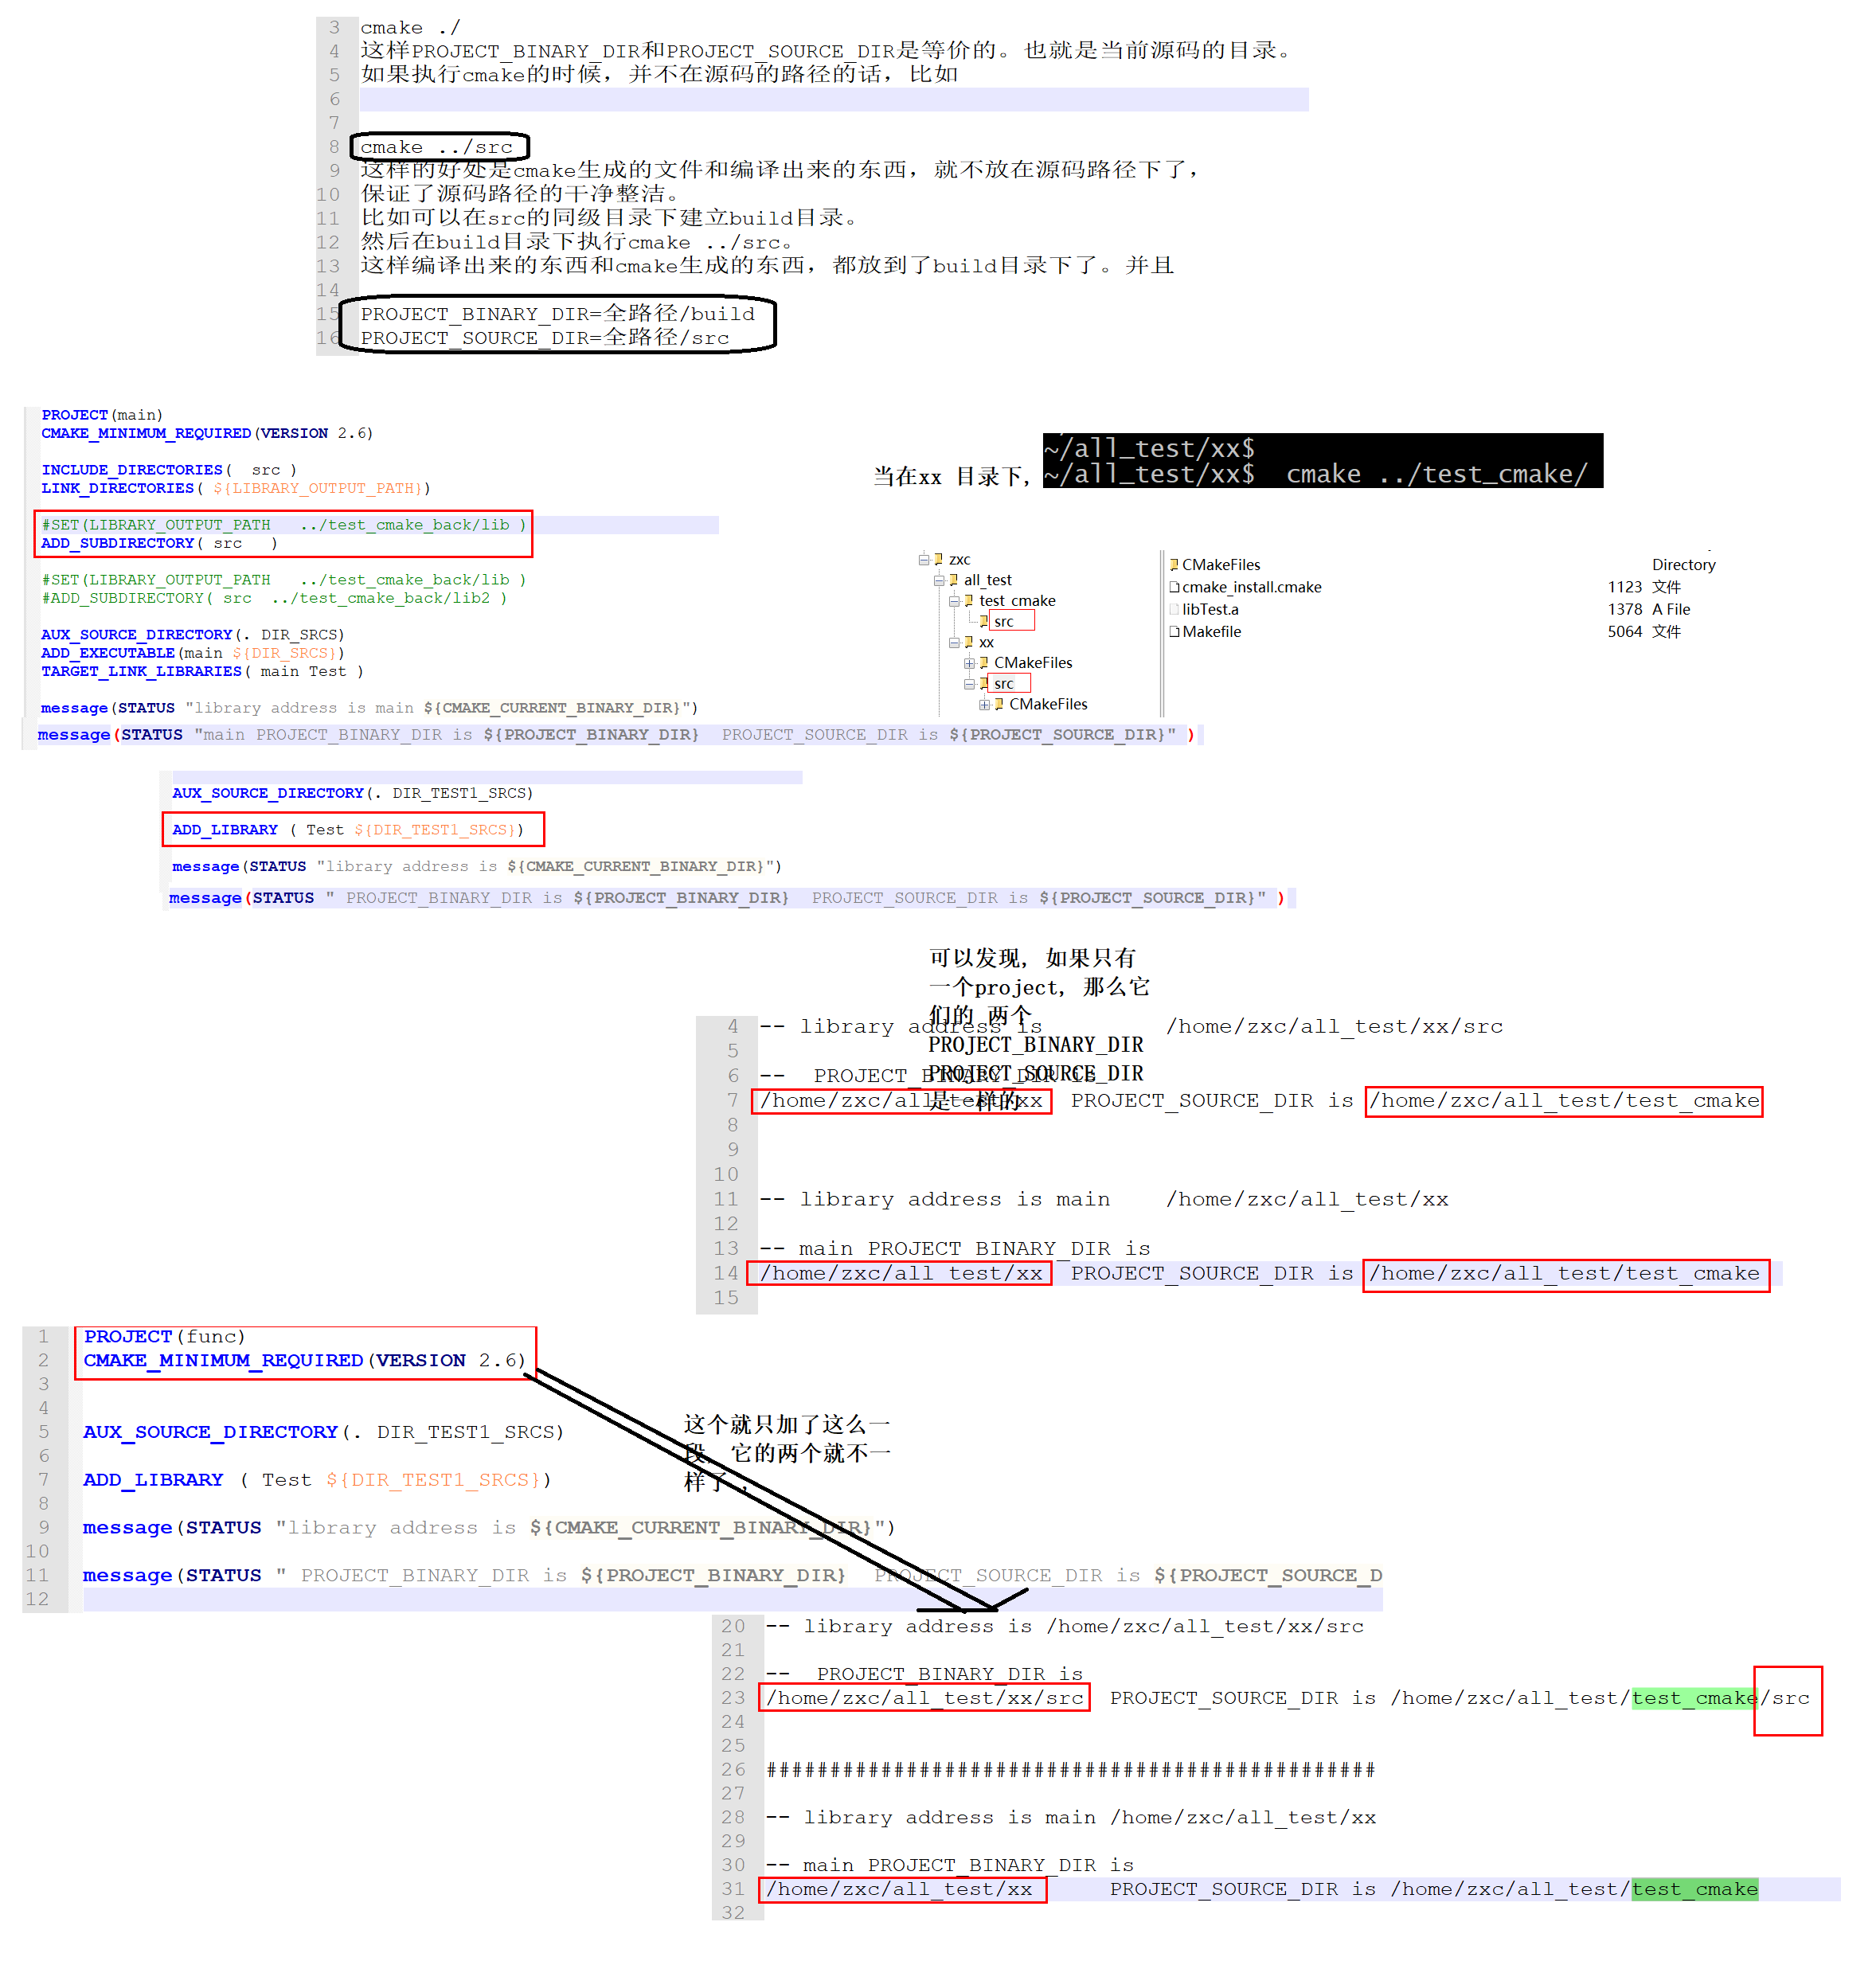 3 cmake ./
4 这样PROJECT_BINARY_DIR和PROJECT_SOURCE_DIR是等价的。也就是当前源码的目录。
5 如果执行cmake的时候，并不在源码的路径的话，比如
6
7
8 cmake ../src
9 这样的好处是cmake生成的文件和编译出来的东西，就不放在源码路径下了，
10 保证了源码路径的干净整洁。
11 比如可以在src的同级目录下建立build目录。
12 然后在build目录下执行cmake ../src。
13 这样编译出来的东西和cmake生成的东西，都放到了build目录下了。并且
14
15 PROJECT_BINARY_DIR=全路径/build
16 PROJECT_SOURCE_DIR=全路径/src
PROJECT(main)
CMAKE_MINIMUM_REQUIRED(VERSION 2.6)
INCLUDE_DIRECTORIES(  src )
LINK_DIRECTORIES( ${LIBRARY_OUTPUT_PATH})
#SET(LIBRARY_OUTPUT_PATH   ../test_cmake_back/lib )
ADD_SUBDIRECTORY( src   )
#SET(LIBRARY_OUTPUT_PATH   ../test_cmake_back/lib )
#ADD_SUBDIRECTORY( src  ../test_cmake_back/lib2 )
AUX_SOURCE_DIRECTORY(. DIR_SRCS)
ADD_EXECUTABLE(main ${DIR_SRCS})
TARGET_LINK_LIBRARIES( main Test )
message(STATUS "library address is main ${CMAKE_CURRENT_BINARY_DIR}")
message(STATUS "main PROJECT_BINARY_DIR is ${PROJECT_BINARY_DIR}  PROJECT_SOURCE_DIR is ${PROJECT_SOURCE_DIR}" )
当在xx 目录下，
~/all_test/xx$
~/all_test/xx$  cmake ../test_cmake/
zxc
all_test
test_cmake
src
xx
CMakeFiles
src
CMakeFiles
CMakeFiles Directory
cmake_install.cmake 1123 文件
libTest.a 1378 A File
Makefile 5064 文件
AUX_SOURCE_DIRECTORY(. DIR_TEST1_SRCS)
ADD_LIBRARY ( Test ${DIR_TEST1_SRCS})
message(STATUS "library address is ${CMAKE_CURRENT_BINARY_DIR}")
message(STATUS " PROJECT_BINARY_DIR is ${PROJECT_BINARY_DIR}  PROJECT_SOURCE_DIR is ${PROJECT_SOURCE_DIR}" )
可以发现，如果只有
一个project，那么它
们的 两个
PROJECT_BINARY_DIR
PROJECT_SOURCE_DIR
是一样的
4 -- library address is /home/zxc/all_test/xx/src
5
6 --  PROJECT_BINARY_DIR is
7 /home/zxc/all_test/xx  PROJECT_SOURCE_DIR is /home/zxc/all_test/test_cmake
8
9
10
11 -- library address is main /home/zxc/all_test/xx
12
13 -- main PROJECT_BINARY_DIR is
14 /home/zxc/all_test/xx  PROJECT_SOURCE_DIR is /home/zxc/all_test/test_cmake
15
1 PROJECT(func)
2 CMAKE_MINIMUM_REQUIRED(VERSION 2.6)
3
4
5 AUX_SOURCE_DIRECTORY(. DIR_TEST1_SRCS)
6
7 ADD_LIBRARY ( Test ${DIR_TEST1_SRCS})
8
9 message(STATUS "library address is ${CMAKE_CURRENT_BINARY_DIR}")
10
11 message(STATUS " PROJECT_BINARY_DIR is ${PROJECT_BINARY_DIR}  PROJECT_SOURCE_DIR is ${PROJECT_SOURCE_D
12
这个就只加了这么一
段，它的两个就不一
样了，
20 -- library address is /home/zxc/all_test/xx/src
21
22 --  PROJECT_BINARY_DIR is
23 /home/zxc/all_test/xx/src  PROJECT_SOURCE_DIR is /home/zxc/all_test/test_cmake/src
24
25
26 ################################################
27
28 -- library address is main /home/zxc/all_test/xx
29
30 -- main PROJECT_BINARY_DIR is
31 /home/zxc/all_test/xx PROJECT_SOURCE_DIR is /home/zxc/all_test/test_cmake
32